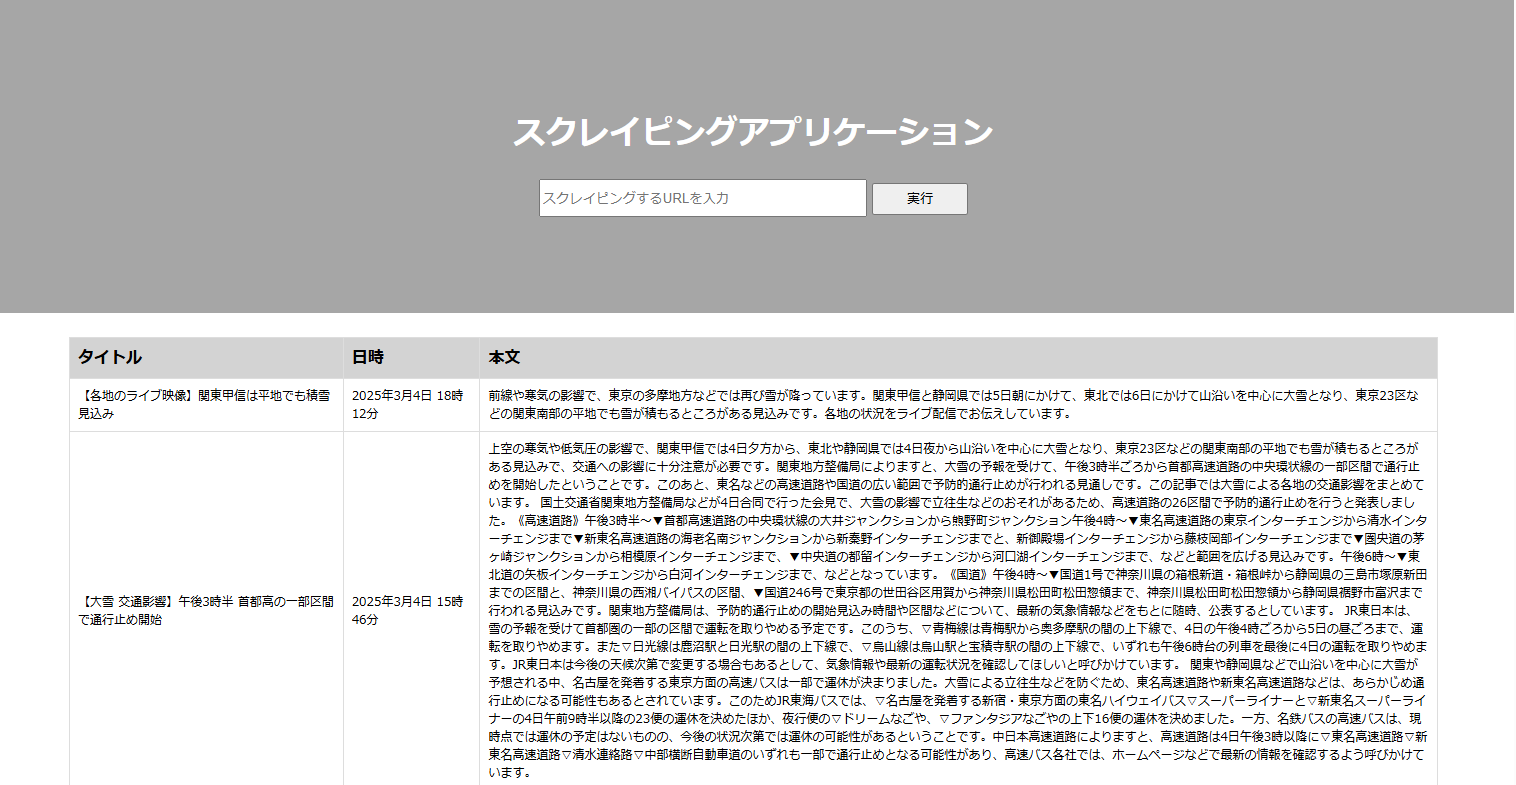 スクレイピングアプリケーション
スクレイピングするURLを入力
実行
タイトル
日時
本文
【各地のライブ映像】関東甲信は平地でも積雪
見込み
2025年3月4日 18時
12分
前線や寒気の影響で、東京の多摩地方などでは再び雪が降っています。関東甲信と静岡県では5日朝にかけて、東北では6日にかけて山沿いを中心に大雪となり、東京23区な
どの関東南部の平地でも雪が積もるところがある見込みです。各地の状況をライブ配信でお伝えしています。
【大雪 交通影響】午後3時半 首都高の一部区間
で通行止め開始
2025年3月4日 15時
46分
上空の寒気や低気圧の影響で、関東甲信では4日夕方から、東北や静岡県では4日夜から山沿いを中心に大雪となり、東京23区などの関東南部の平地でも雪が積もるところが
ある見込みで、交通への影響に十分注意が必要です。関東地方整備局によりますと、大雪の予報を受けて、午後3時半ごろから首都高速道路の中央環状線の一部区間で通行止
めを開始したということです。このあと、東名などの高速道路や国道の広い範囲で予防的通行止めが行われる見通しです。この記事では大雪による各地の交通影響をまとめて
います。 国土交通省関東地方整備局などが4日合同で行った会見で、大雪の影響で立往生などのおそれがあるため、高速道路の26区間で予防的通行止めを行うと発表しまし
た。《高速道路》午後3時半～▼首都高速道路の中央環状線の大井ジャンクションから熊野町ジャンクション午後4時～▼東名高速道路の東京インターチェンジから清水インタ
ーチェンジまで▼新東名高速道路の海老名南ジャンクションから新秦野インターチェンジまでと、新御殿場インターチェンジから藤枝岡部インターチェンジまで▼圏央道の茅
ヶ崎ジャンクションから相模原インターチェンジまで、▼中央道の都留インターチェンジから河口湖インターチェンジまで、などと範囲を広げる見込みです。午後6時～▼東
北道の矢板インターチェンジから白河インターチェンジまで、などとなっています。《国道》午後4時～▼国道1号で神奈川県の箱根新道・箱根峠から静岡県の三島市塚原新田
までの区間と、神奈川県の西湘バイパスの区間、▼国道246号で東京都の世田谷区用賀から神奈川県松田町松田惣領まで、神奈川県松田町松田惣領から静岡県裾野市富沢まで
行われる見込みです。関東地方整備局は、予防的通行止めの開始見込み時間や区間などについて、最新の気象情報などをもとに随時、公表するとしています。 JR東日本は、
雪の予報を受けて首都圏の一部の区間で運転を取りやめる予定です。このうち、▽青梅線は青梅駅から奥多摩駅の間の上下線で、4日の午後4時ごろから5日の昼ごろまで、運
転を取りやめます。また▽日光線は鹿沼駅と日光駅の間の上下線で、▽烏山線は烏山駅と宝積寺駅の間の上下線で、いずれも午後6時台の列車を最後に4日の運転を取りやめま
す。JR東日本は今後の天候次第で変更する場合もあるとして、気象情報や最新の運転状況を確認してほしいと呼びかけています。 関東や静岡県などで山沿いを中心に大雪が
予想される中、名古屋を発着する東京方面の高速バスは一部で運休が決まりました。大雪による立往生などを防ぐため、東名高速道路や新東名高速道路などは、あらかじめ通
行止めになる可能性もあるとされています。このためJR東海バスでは、▽名古屋を発着する新宿・東京方面の東名ハイウェイバス▽スーパーライナーと▽新東名スーパーライ
ナーの4日午前9時半以降の23便の運休を決めたほか、夜行便の▽ドリームなごや、▽ファンタジアなごやの上下16便の運休を決めました。一方、名鉄バスの高速バスは、現
時点では運休の予定はないものの、今後の状況次第では運休の可能性があるということです。中日本高速道路によりますと、高速道路は4日午後3時以降に▽東名高速道路▽新
東名高速道路▽清水連絡路▽中部横断自動車道のいずれも一部で通行止めとなる可能性があり、高速バス各社では、ホームページなどで最新の情報を確認するよう呼びかけて
います。